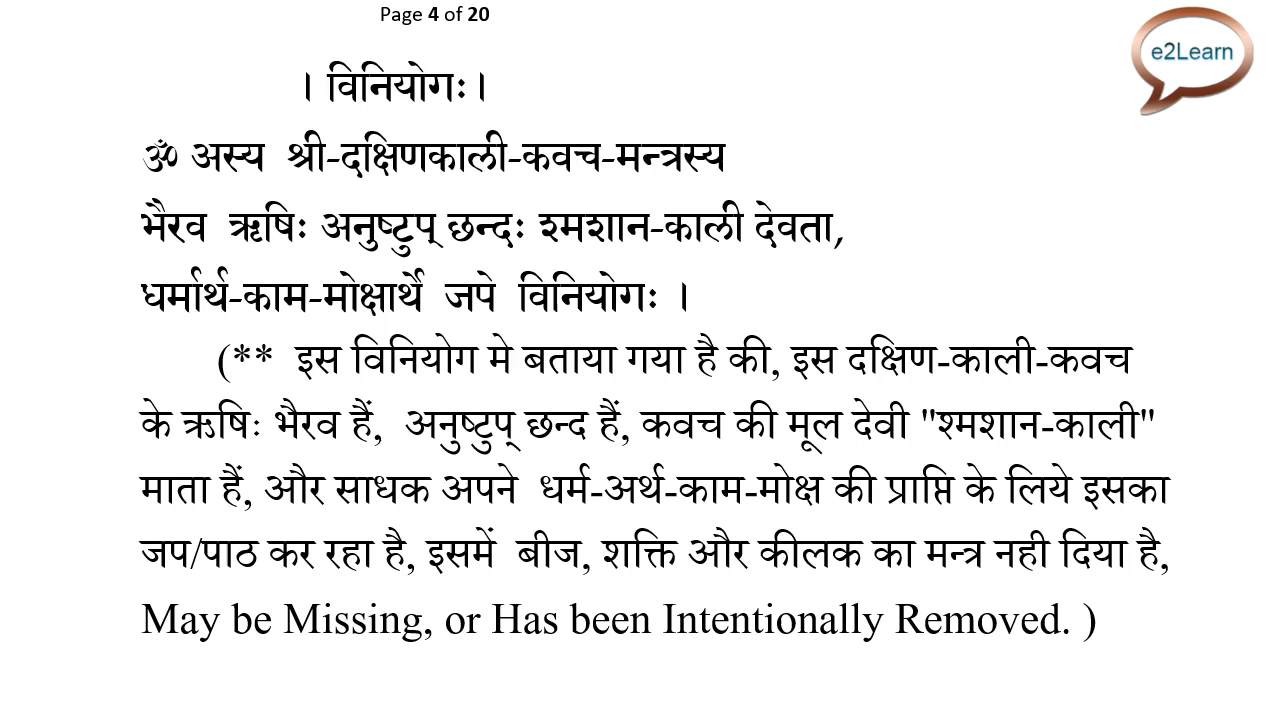 Page 4 of 20
e2Learn
। विनियोगः।
ॐ अस्य श्री-दक्षिणकाली-कवच-मन्त्रस्य
भैरव ऋषिः अनुष्टुप् छन्दः श्मशान-काली देवता,
धर्मार्थ-काम-मोक्षार्थे जपे विनियोगः ।
(** इस विनियोग मे बताया गया है की, इस दक्षिण-काली-कवच
के ऋषिः भैरव हैं, अनुष्टुप् छन्द हैं, कवच की मूल देवी "श्मशान-काली"
माता हैं, और साधक अपने धर्म-अर्थ-काम-मोक्ष की प्राप्ति के लिये इसका
जप/पाठ कर रहा है, इसमें बीज, शक्ति और कीलक का मन्त्र नही दिया है,
May be Missing, or Has been Intentionally Removed. )